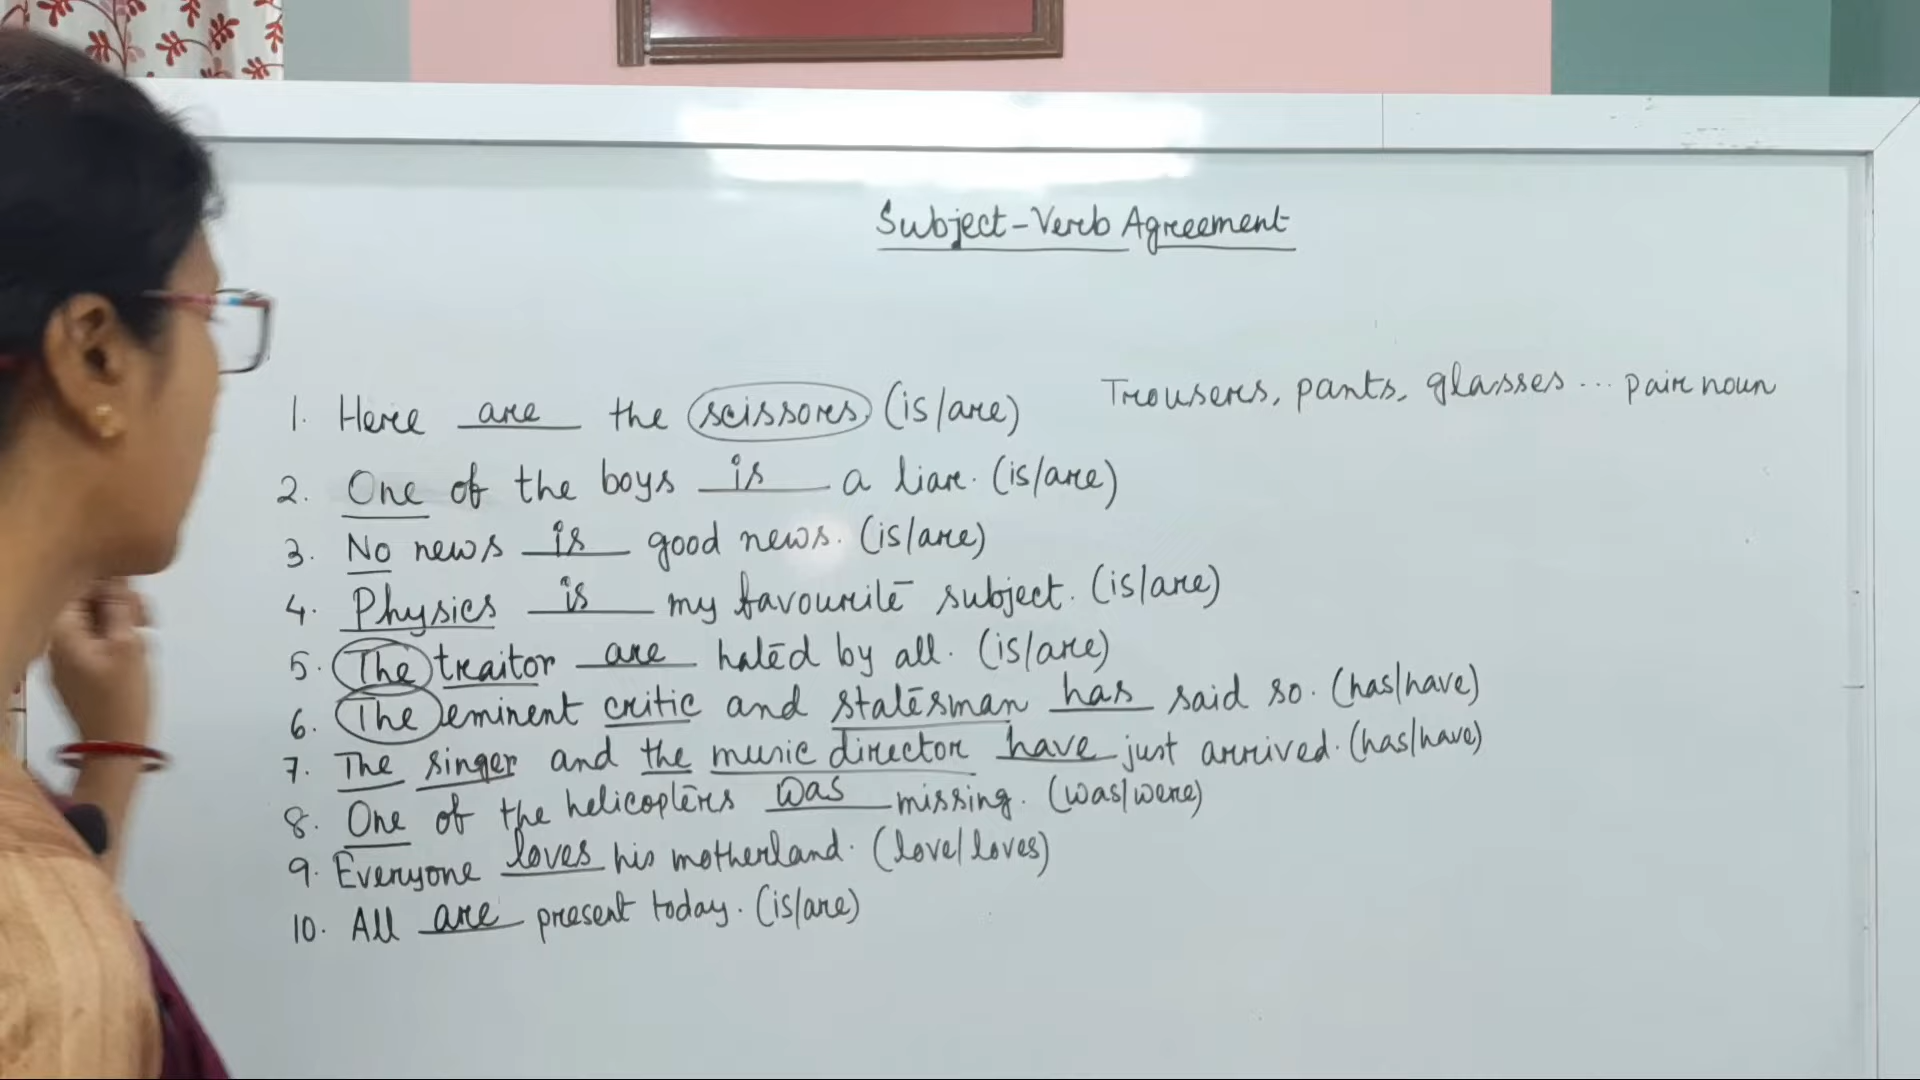 Subject-Verb Agreement
1. Here are the scissors (is/are) Trousers, pants, glasses ... pair noun
2. One of the boys is a liar. (is/are)
3. No news is good news. (is/are)
4. Physics is my favourite subject. (is/are)
5. The traitor are hated by all. (is/are)
6. The eminent critic and statesman has said so. (has/have)
7. The singer and the music director have just arrived. (has/have)
8. One of the helicopters was missing. (was/were)
9. Everyone loves his motherland. (love/loves)
10. All are present today. (is/are)